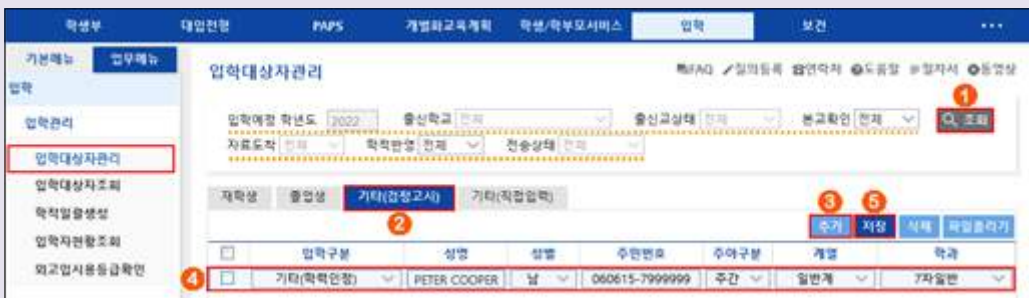 학생부 대입전형 PAPS 개별화교육계획 학생/학부모서비스 입학 보건 •••
기본메뉴 업무메뉴
입학
입학관리
입학대상자관리
입학대상자조회
학적일괄생성
입학자현황조회
외고입시용등급확인
입학대상자관리 FAQ 질의등록 연락처 도움말 절차서 동영상
1
입학예정 학년도 2022 출신학교 전체 출신교상태 전체 본교확인 전체 조회
자료도착 전체 학적반영 전체 전송상태 전체
재학생 졸업생 기타(검정고시) 기타(직접입력)
2 3 5
추가 저장 삭제 파일올리기
입학구분 성명 성별 주민번호 주야구분 계열 학과
4 기타(학력인정) PETER COOPER 남 060615-7999999 주간 일반계 7차일반